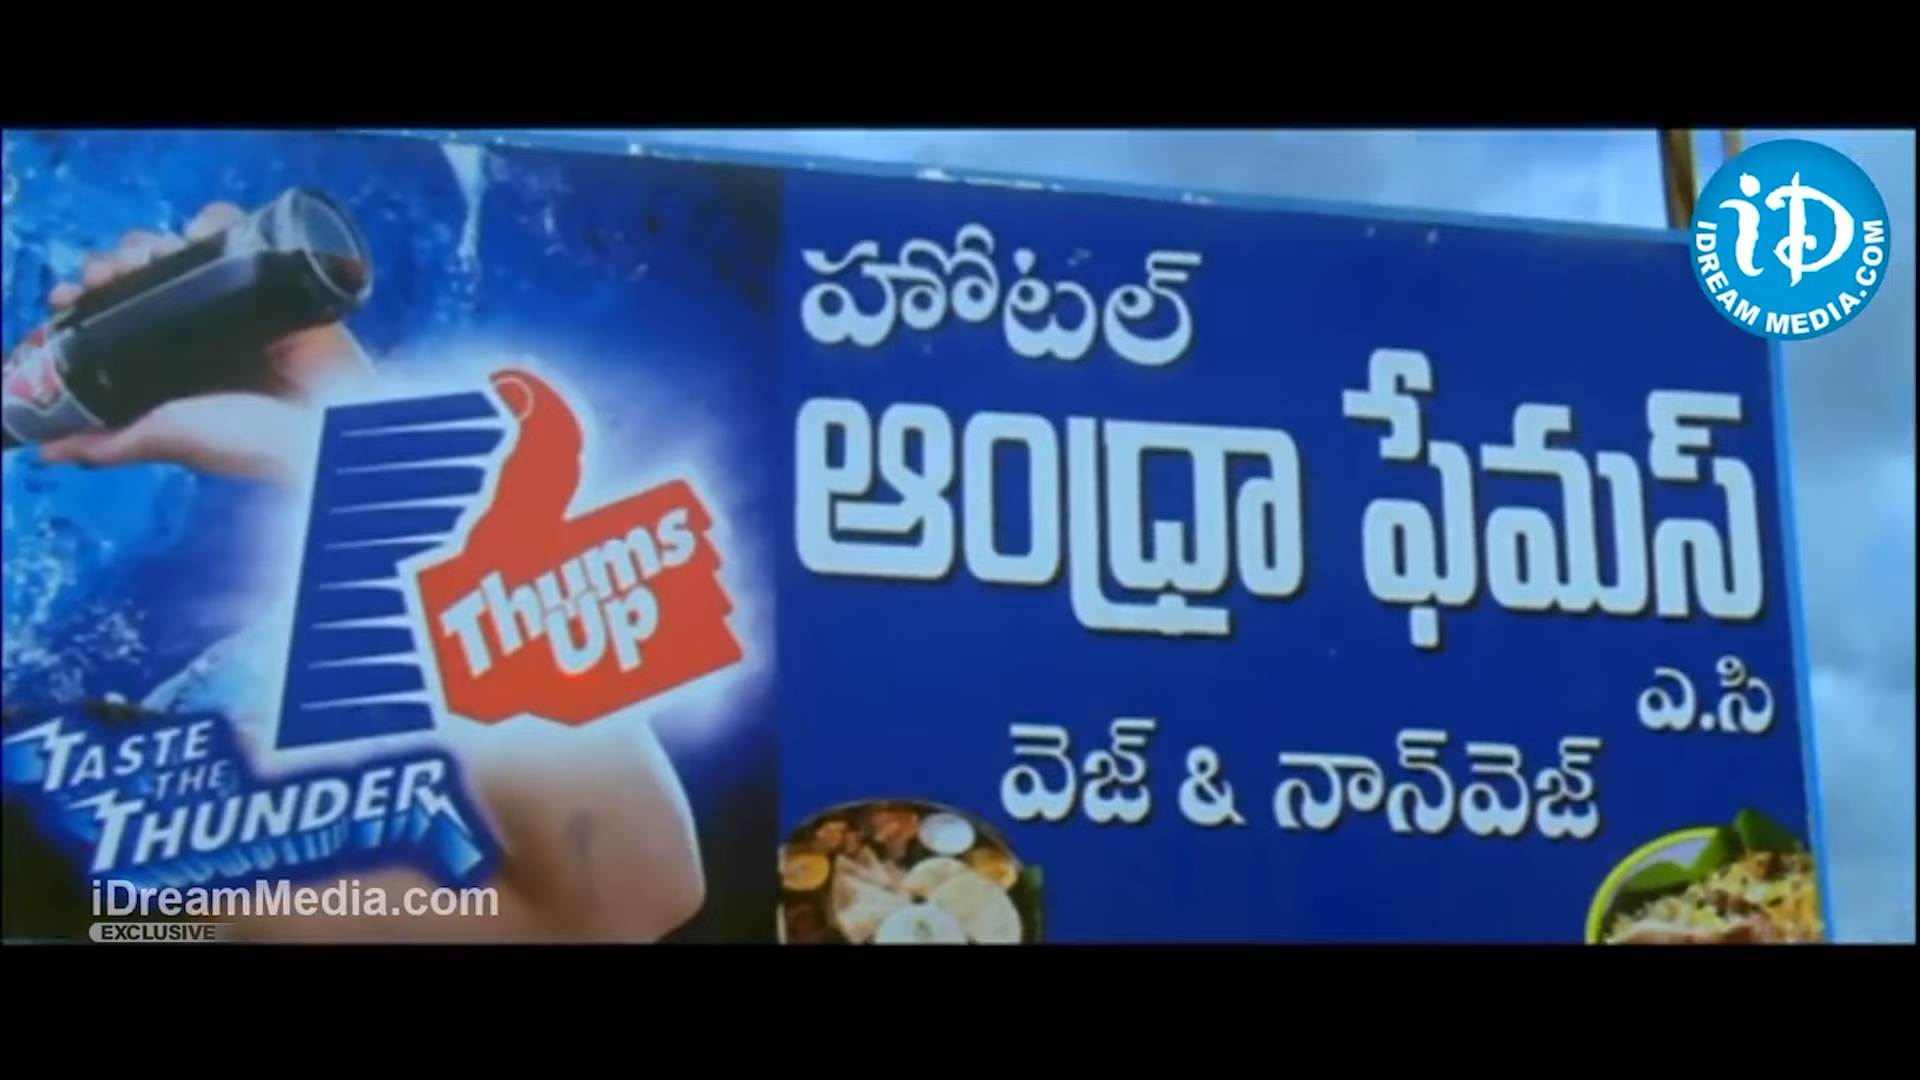 హోటల్
ఆంధ్రా ఫేమస్
ఎ.సి
వెజ్ & నాన్‌వెజ్
Thums
Up
TASTE
THE
THUNDER
iDreamMedia.com
EXCLUSIVE
iD
IDREAM MEDIA.COM